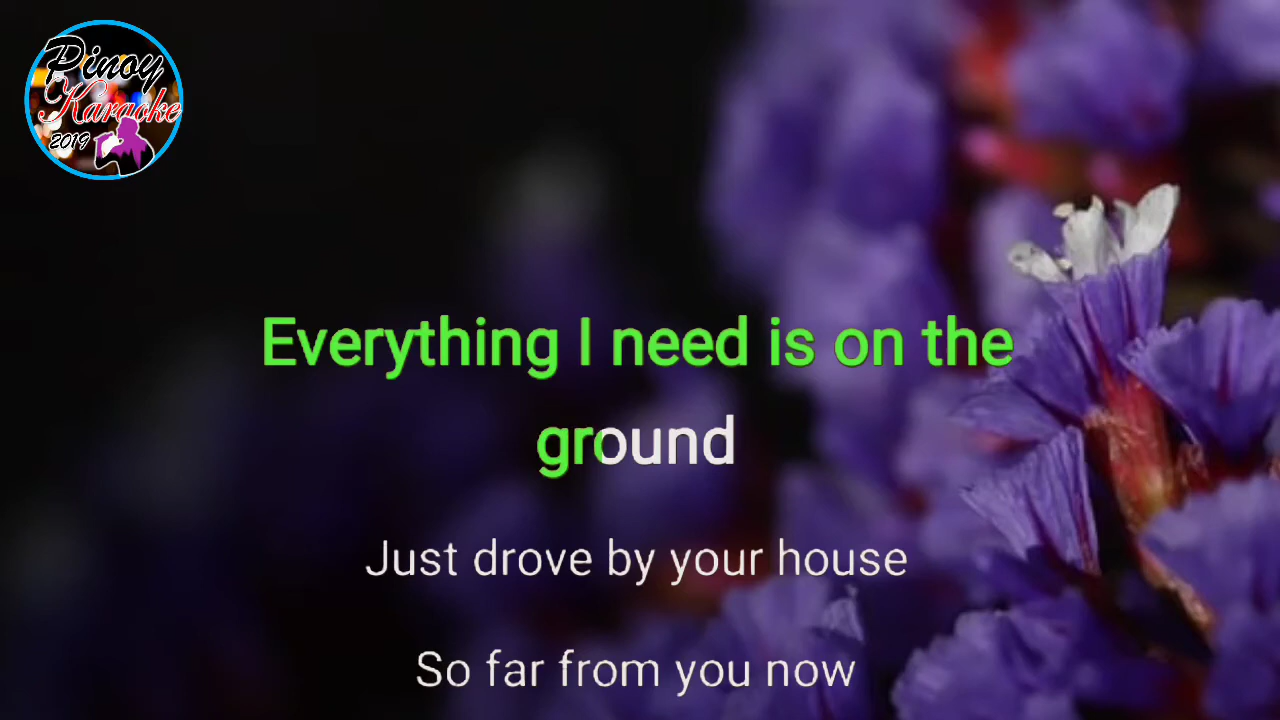 Pinoy
Karaoke
2019
Everything I need is on the
ground
Just drove by your house
So far from you now